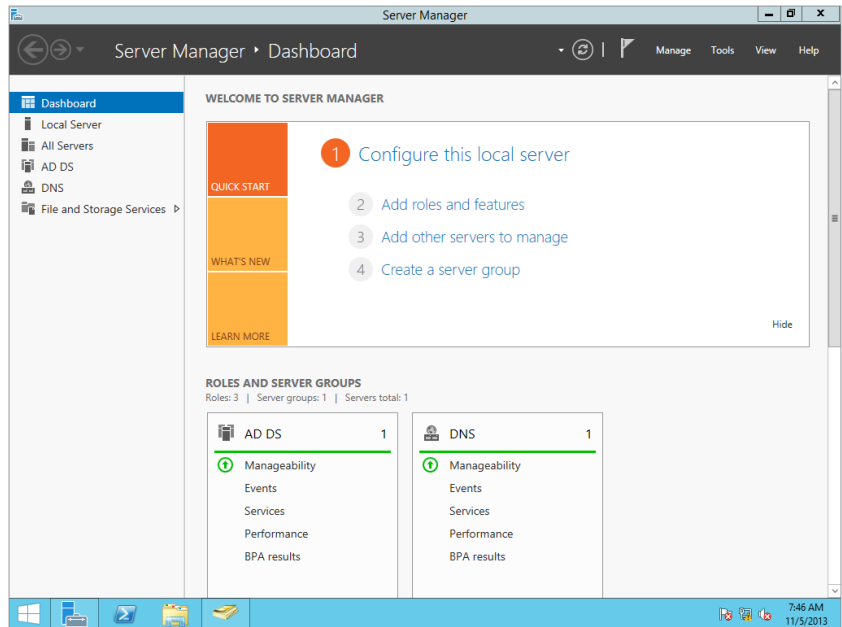 Server Manager
Server Manager ‣ Dashboard
Manage Tools View Help
Dashboard
Local Server
All Servers
AD DS
DNS
File and Storage Services
WELCOME TO SERVER MANAGER
QUICK START
WHAT'S NEW
LEARN MORE
1 Configure this local server
2 Add roles and features
3 Add other servers to manage
4 Create a server group
Hide
ROLES AND SERVER GROUPS
Roles: 3 | Server groups: 1 | Servers total: 1
AD DS 1
Manageability
Events
Services
Performance
BPA results
DNS 1
Manageability
Events
Services
Performance
BPA results
7:46 AM
11/5/2013